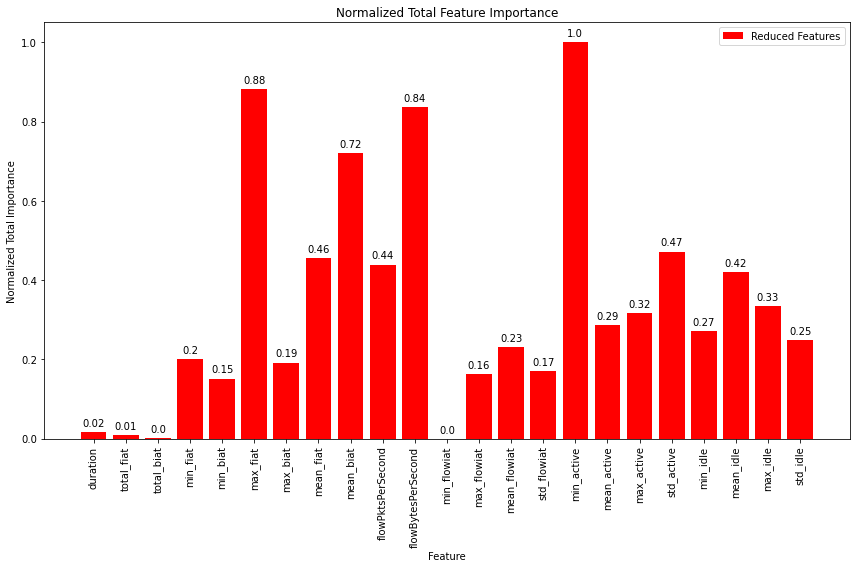 Normalized Total Feature Importance
Reduced Features
Normalized Total Importance
1.0
0.8
0.6
0.4
0.2
0.0
0.02
0.01
0.0
0.2
0.15
0.88
0.19
0.46
0.72
0.44
0.84
0.0
0.16
0.23
0.17
1.0
0.29
0.32
0.47
0.27
0.42
0.33
0.25
duration
total_fiat
total_biat
min_fiat
min_biat
max_fiat
max_biat
mean_fiat
mean_biat
flowPktsPerSecond
flowBytesPerSecond
min_flowiat
max_flowiat
mean_flowiat
std_flowiat
min_active
mean_active
max_active
std_active
min_idle
mean_idle
max_idle
std_idle
Feature